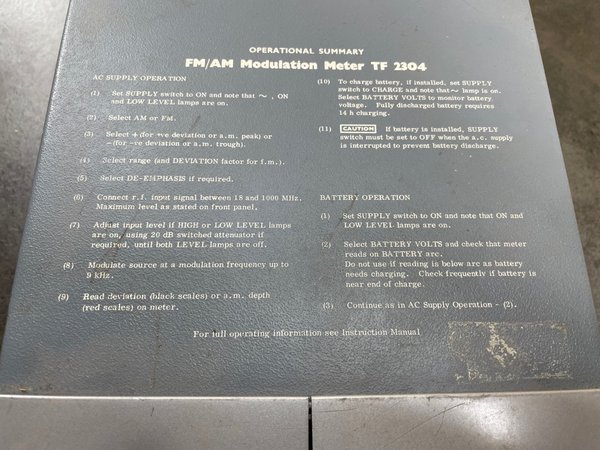 OPERATIONAL SUMMARY
FM/AM Modulation Meter TF 2304
AC SUPPLY OPERATION
(1) Set SUPPLY switch to ON and note that ~ , ON
and LOW LEVEL lamps are on.
(2) Select AM or FM.
(3) Select + (for +ve deviation or a.m. peak) or
- (for -ve deviation or a.m. trough).
(4) Select range (and DEVIATION factor for f.m.).
(5) Select DE-EMPHASIS if required.
(6) Connect r.f. input signal between 18 and 1000 MHz.
Maximum level as stated on front panel.
(7) Adjust input level if HIGH or LOW LEVEL lamps
are on, using 20 dB switched attenuator if
required, until both LEVEL lamps are off.
(8) Modulate source at a modulation frequency up to
9 kHz.
(9) Read deviation (black scales) or a.m. depth
(red scales) on meter.
(10) To charge battery, if installed, set SUPPLY
switch to CHARGE and note that ~ lamp is on.
Select BATTERY VOLTS to monitor battery
voltage. Fully discharged battery requires
14 h charging.
(11) CAUTION If battery is installed, SUPPLY
switch must be set to OFF when the a.c. supply
is interrupted to prevent battery discharge.
BATTERY OPERATION
(1) Set SUPPLY switch to ON and note that ON and
LOW LEVEL lamps are on.
(2) Select BATTERY VOLTS and check that meter
reads on BATTERY arc.
Do not use if reading is below arc as battery
needs charging. Check frequently if battery is
near end of charge.
(3) Continue as in AC Supply Operation - (2).
For full operating information see Instruction Manual